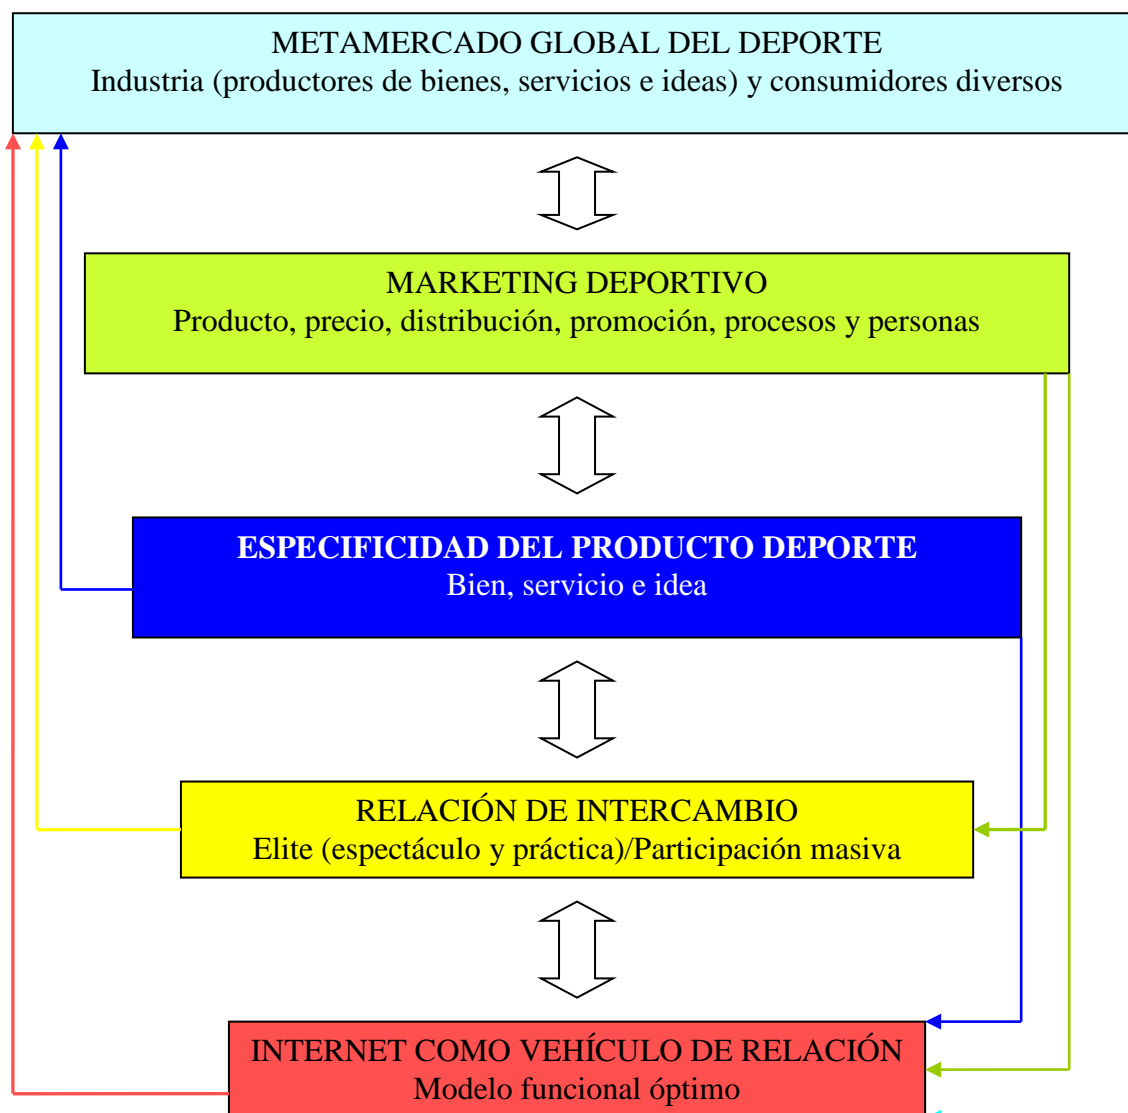 METAMERCADO GLOBAL DEL DEPORTE
Industria (productores de bienes, servicios e ideas) y consumidores diversos
MARKETING DEPORTIVO
Producto, precio, distribución, promoción, procesos y personas
ESPECIFICIDAD DEL PRODUCTO DEPORTE
Bien, servicio e idea
RELACIÓN DE INTERCAMBIO
Elite (espectáculo y práctica)/Participación masiva
INTERNET COMO VEHÍCULO DE RELACIÓN
Modelo funcional óptimo